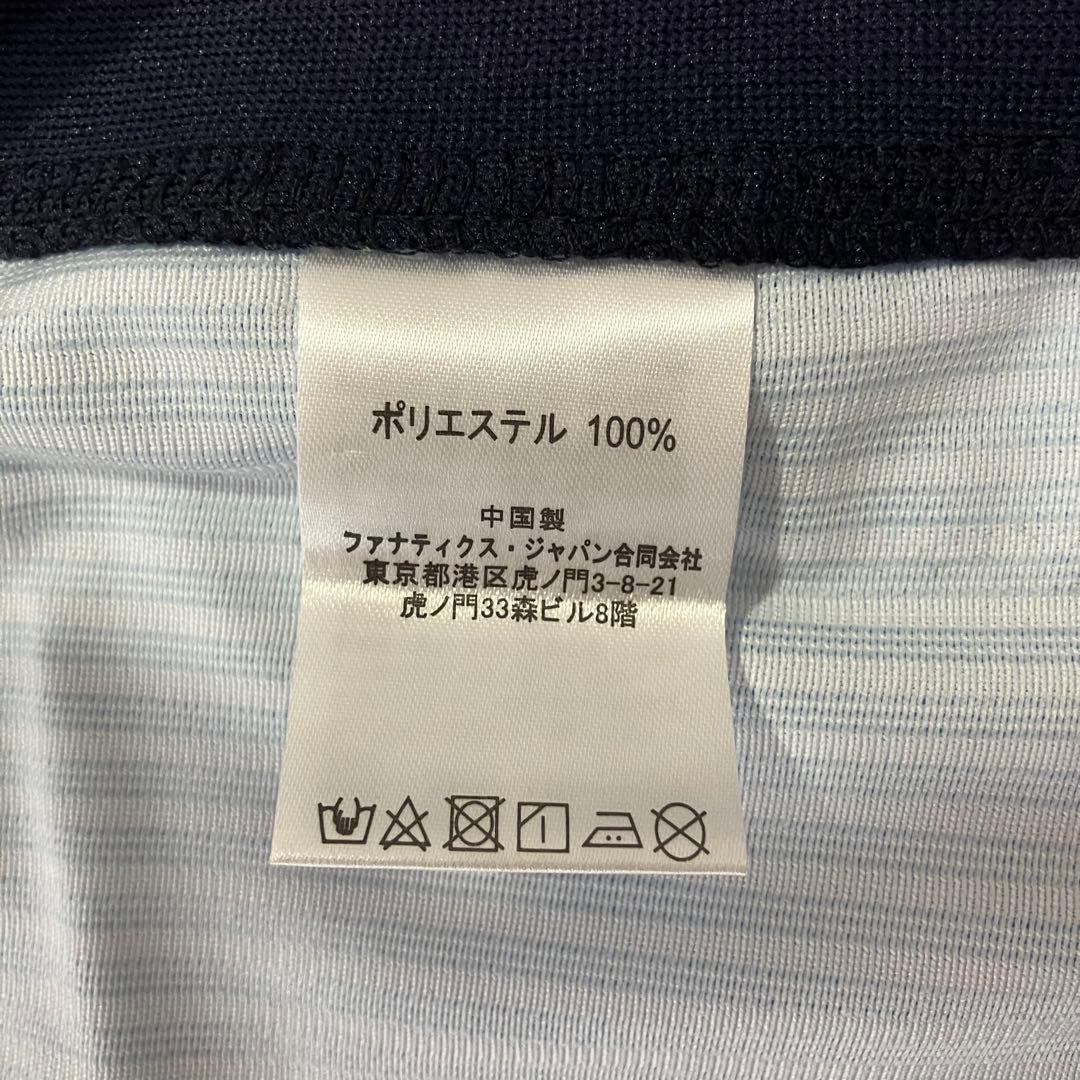 ポリエステル 100%
中国製
ファナティクス・ジャパン合同会社
東京都港区虎ノ門3-8-21
虎ノ門33森ビル8階